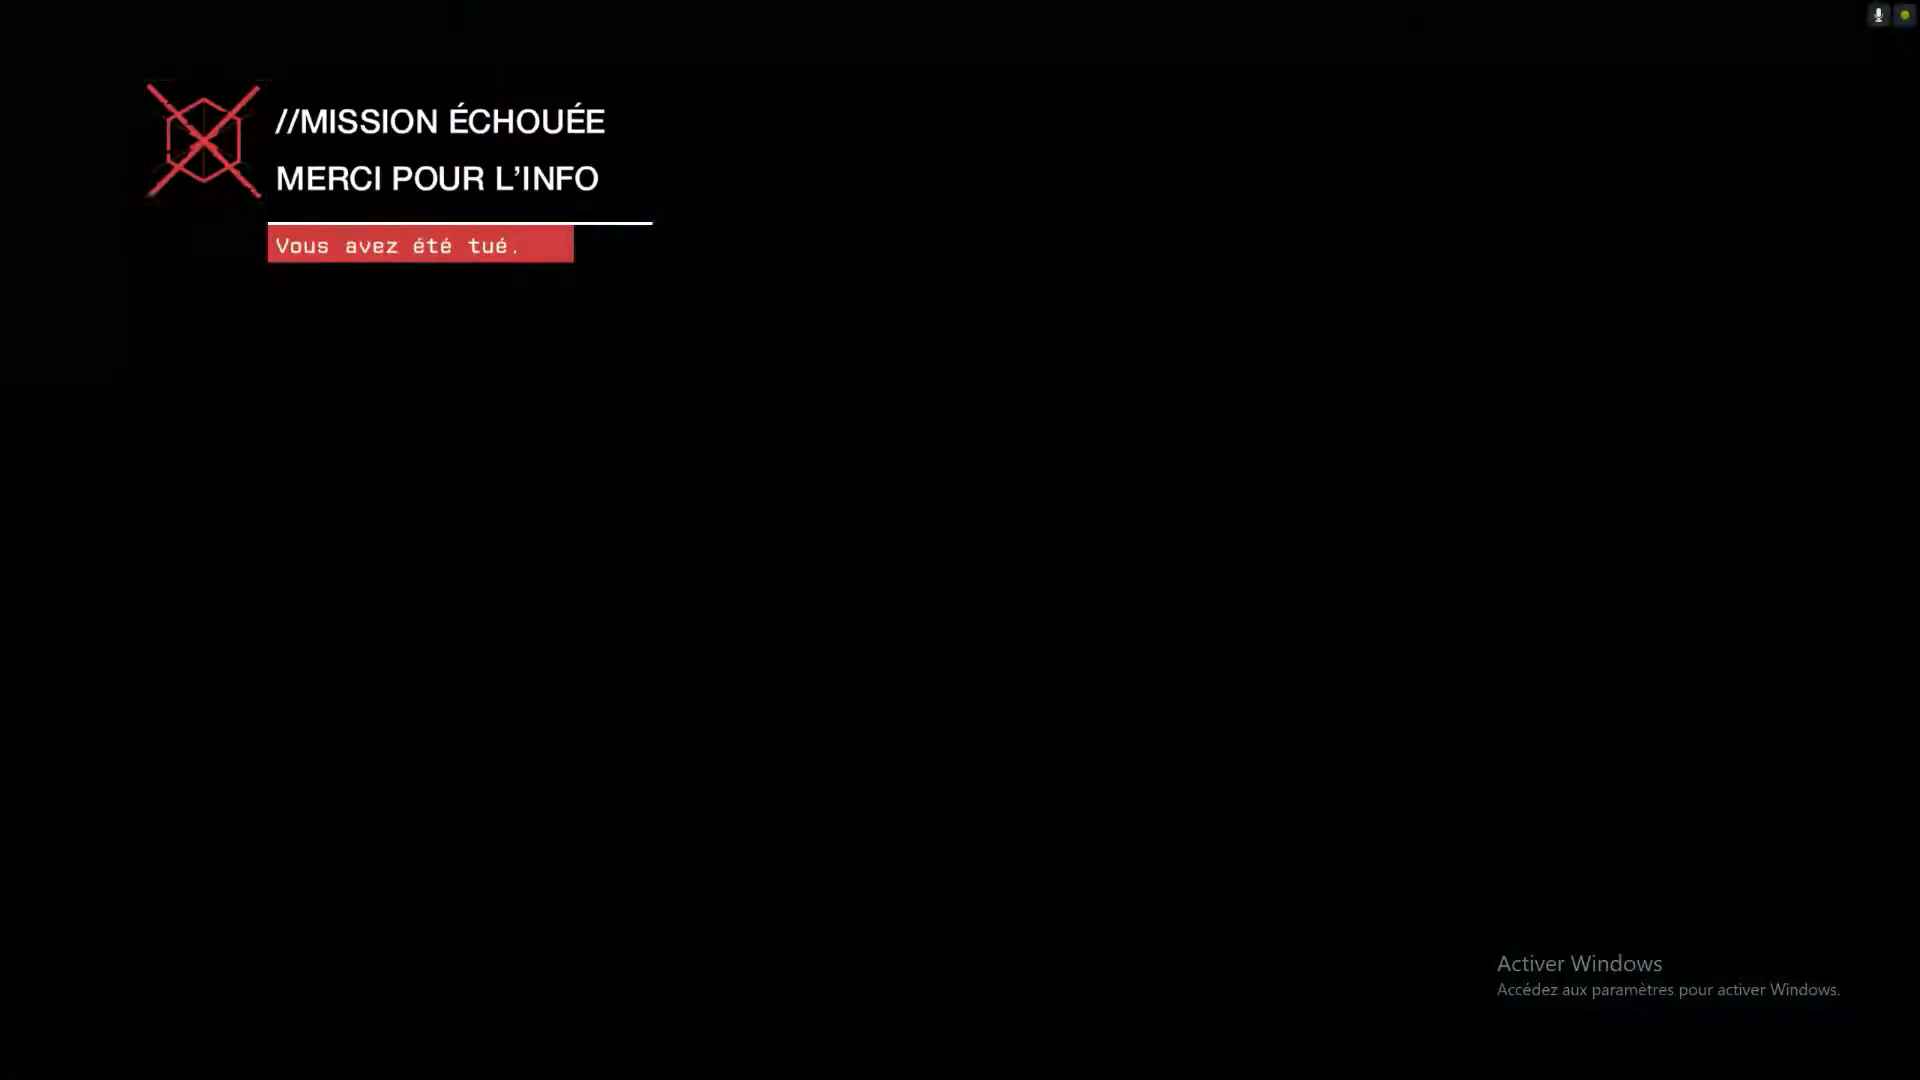 //MISSION ÉCHOUÉE
MERCI POUR L’INFO
Vous avez été tué.
Activer Windows
Accédez aux paramètres pour activer Windows.